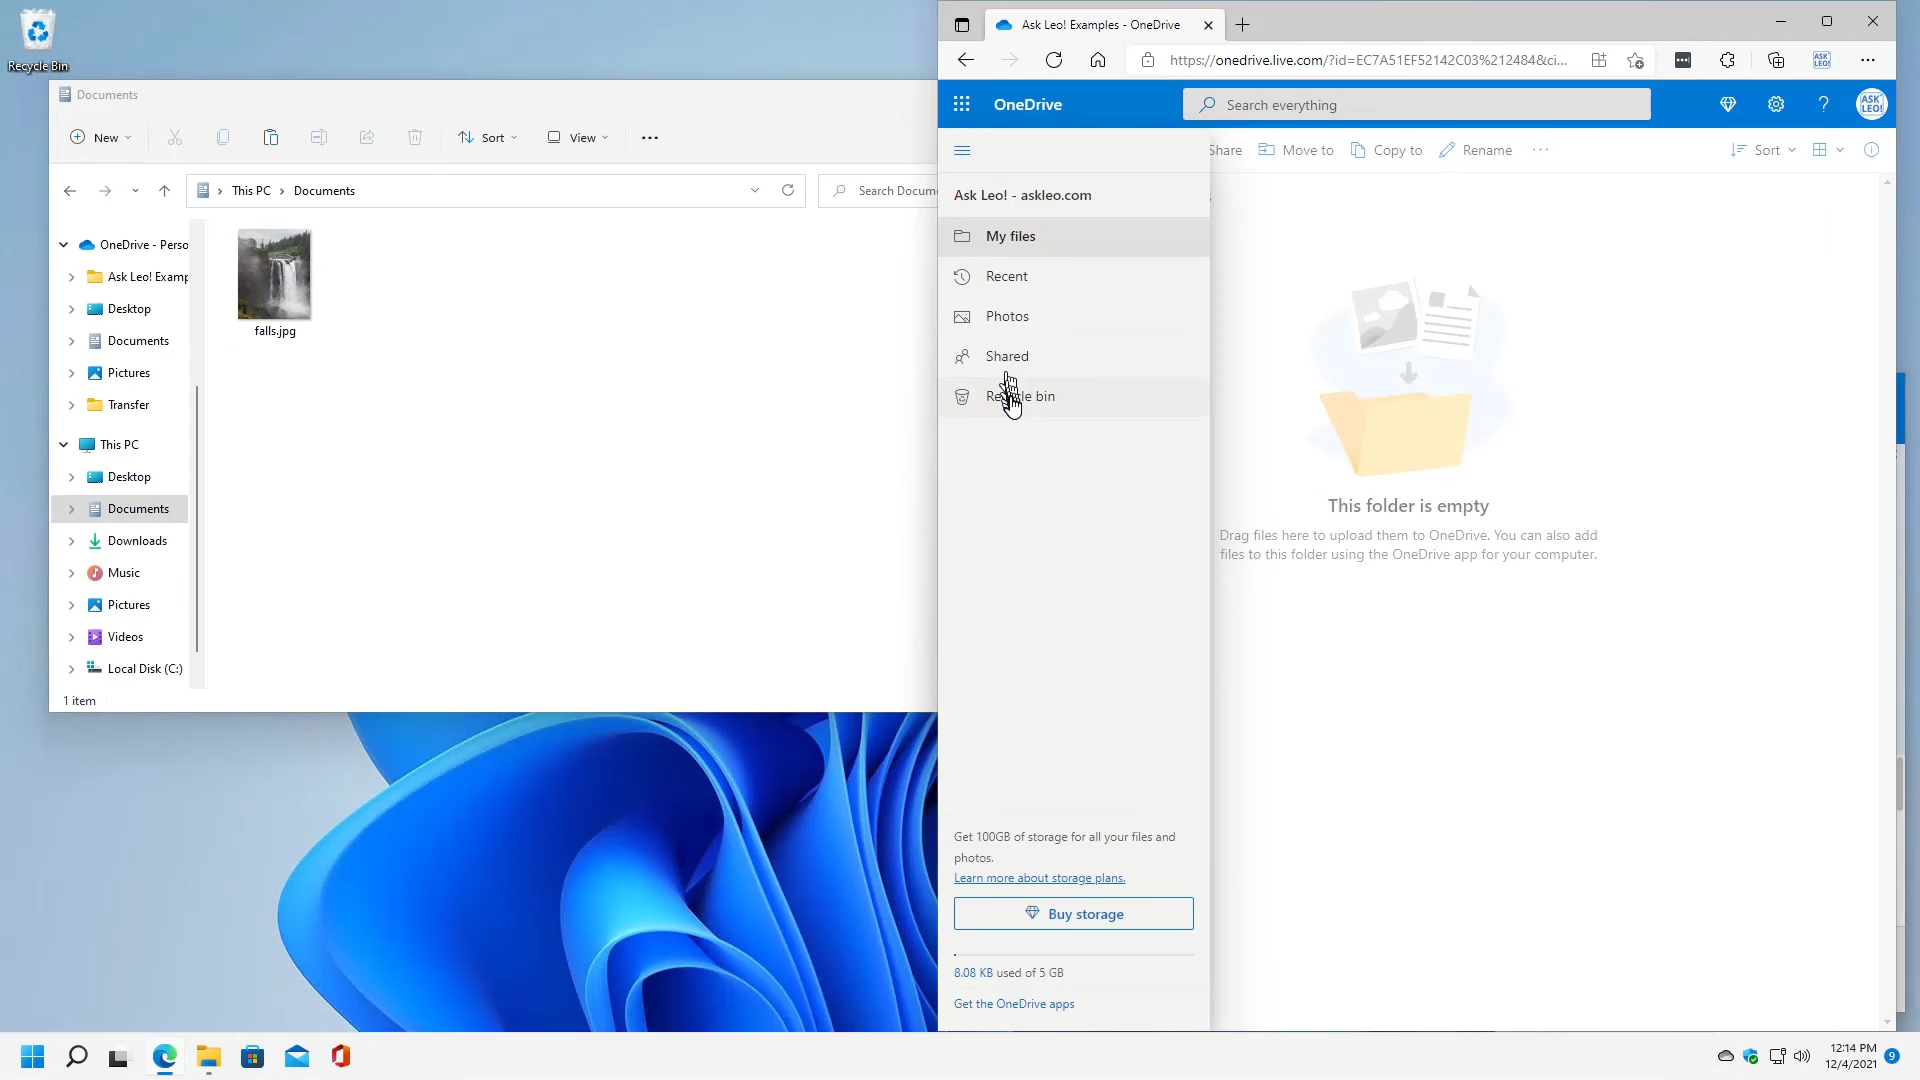 Recycle Bin
Documents
New
Sort
View
This PC
Documents
Search Docum
OneDrive - Perso
Ask Leo! Examp
Desktop
Documents
Pictures
Transfer
This PC
Desktop
Documents
Downloads
Music
Pictures
Videos
Local Disk (C:)
falls.jpg
1 item
Ask Leo! Examples - OneDrive
https://onedrive.live.com/?id=EC7A51EF52142C03%212484&ci...
ASK LEO!
OneDrive
Search everything
ASK LEO!
Share
Move to
Copy to
Rename
Sort
Ask Leo! - askleo.com
My files
Recent
Photos
Shared
Recycle bin
This folder is empty
Drag files here to upload them to OneDrive. You can also add
files to this folder using the OneDrive app for your computer.
Get 100GB of storage for all your files and
photos.
Learn more about storage plans.
Buy storage
8.08 KB used of 5 GB
Get the OneDrive apps
12:14 PM
12/4/2021
9